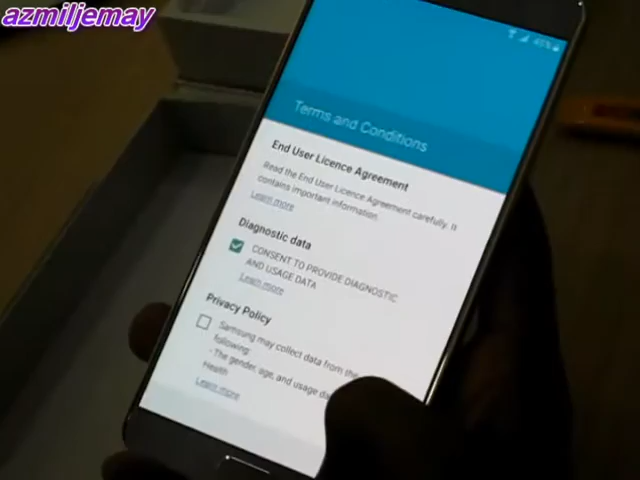 azmiljemay
Terms and Conditions
End User Licence Agreement
Read the End User Licence Agreement carefully. It
contains important information.
Learn more
Diagnostic data
CONSENT TO PROVIDE DIAGNOSTIC
AND USAGE DATA
Learn more
Privacy Policy
Samsung may collect data from the
following:
- The gender, age, and usage
Health
Learn more